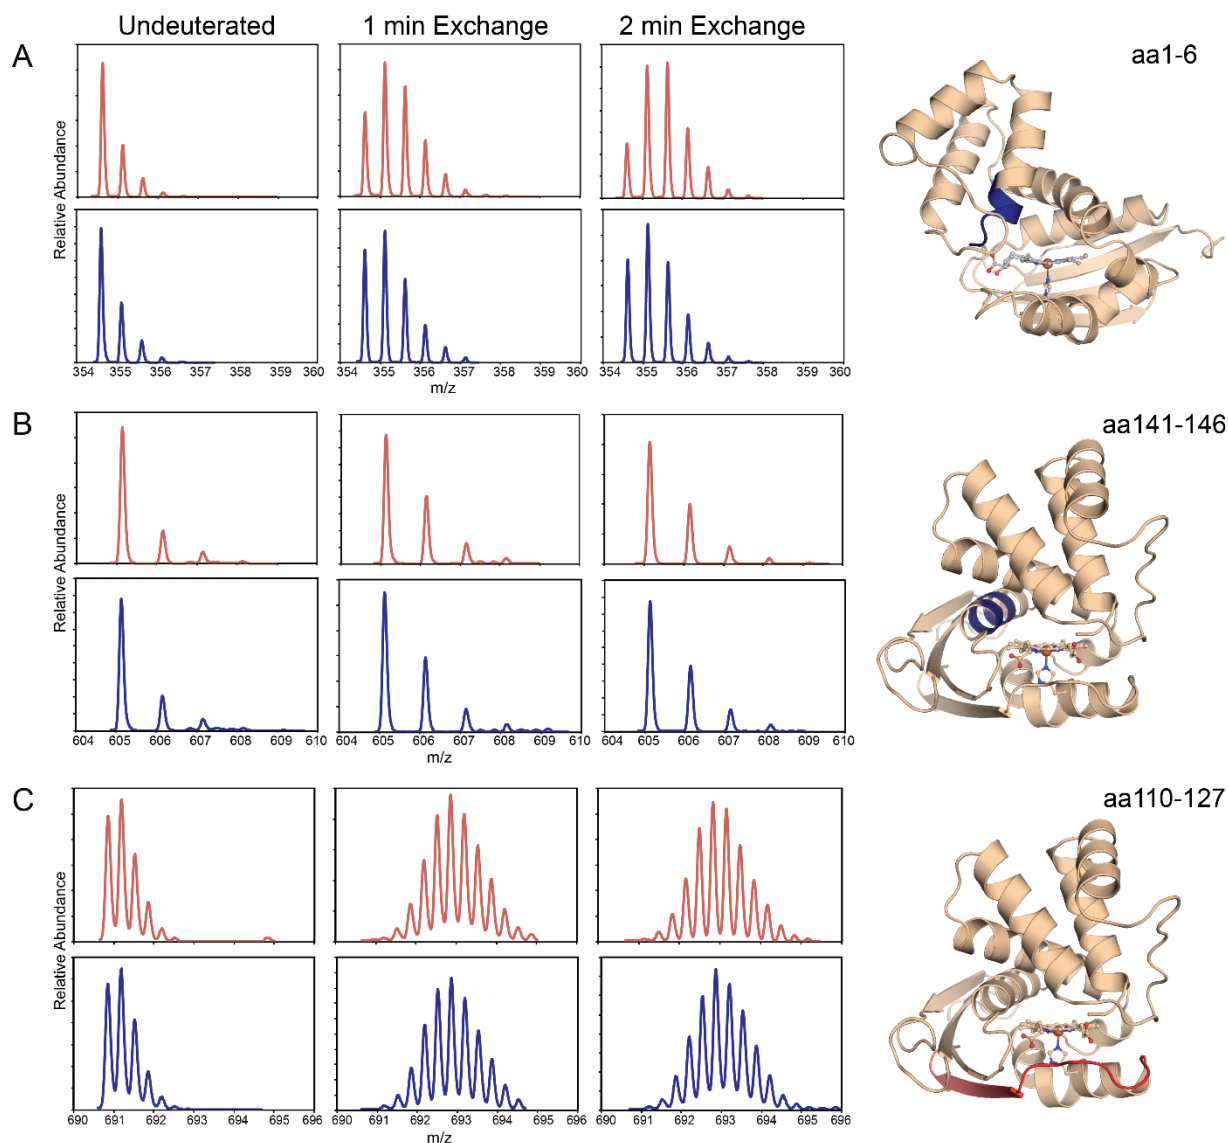 Undeuterated 1 min Exchange 2 min Exchange
A
aa1-6
Relative Abundance
354 355 356 357 358 359 360 354 355 356 357 358 359 360 354 355 356 357 358 359 360
m/z
B
aa141-146
Relative Abundance
604 605 606 607 608 609 610 604 605 606 607 608 609 610 604 605 606 607 608 609 610
m/z
C
aa110-127
Relative Abundance
690 691 692 693 694 695 696 690 691 692 693 694 695 696 690 691 692 693 694 695 696
m/z